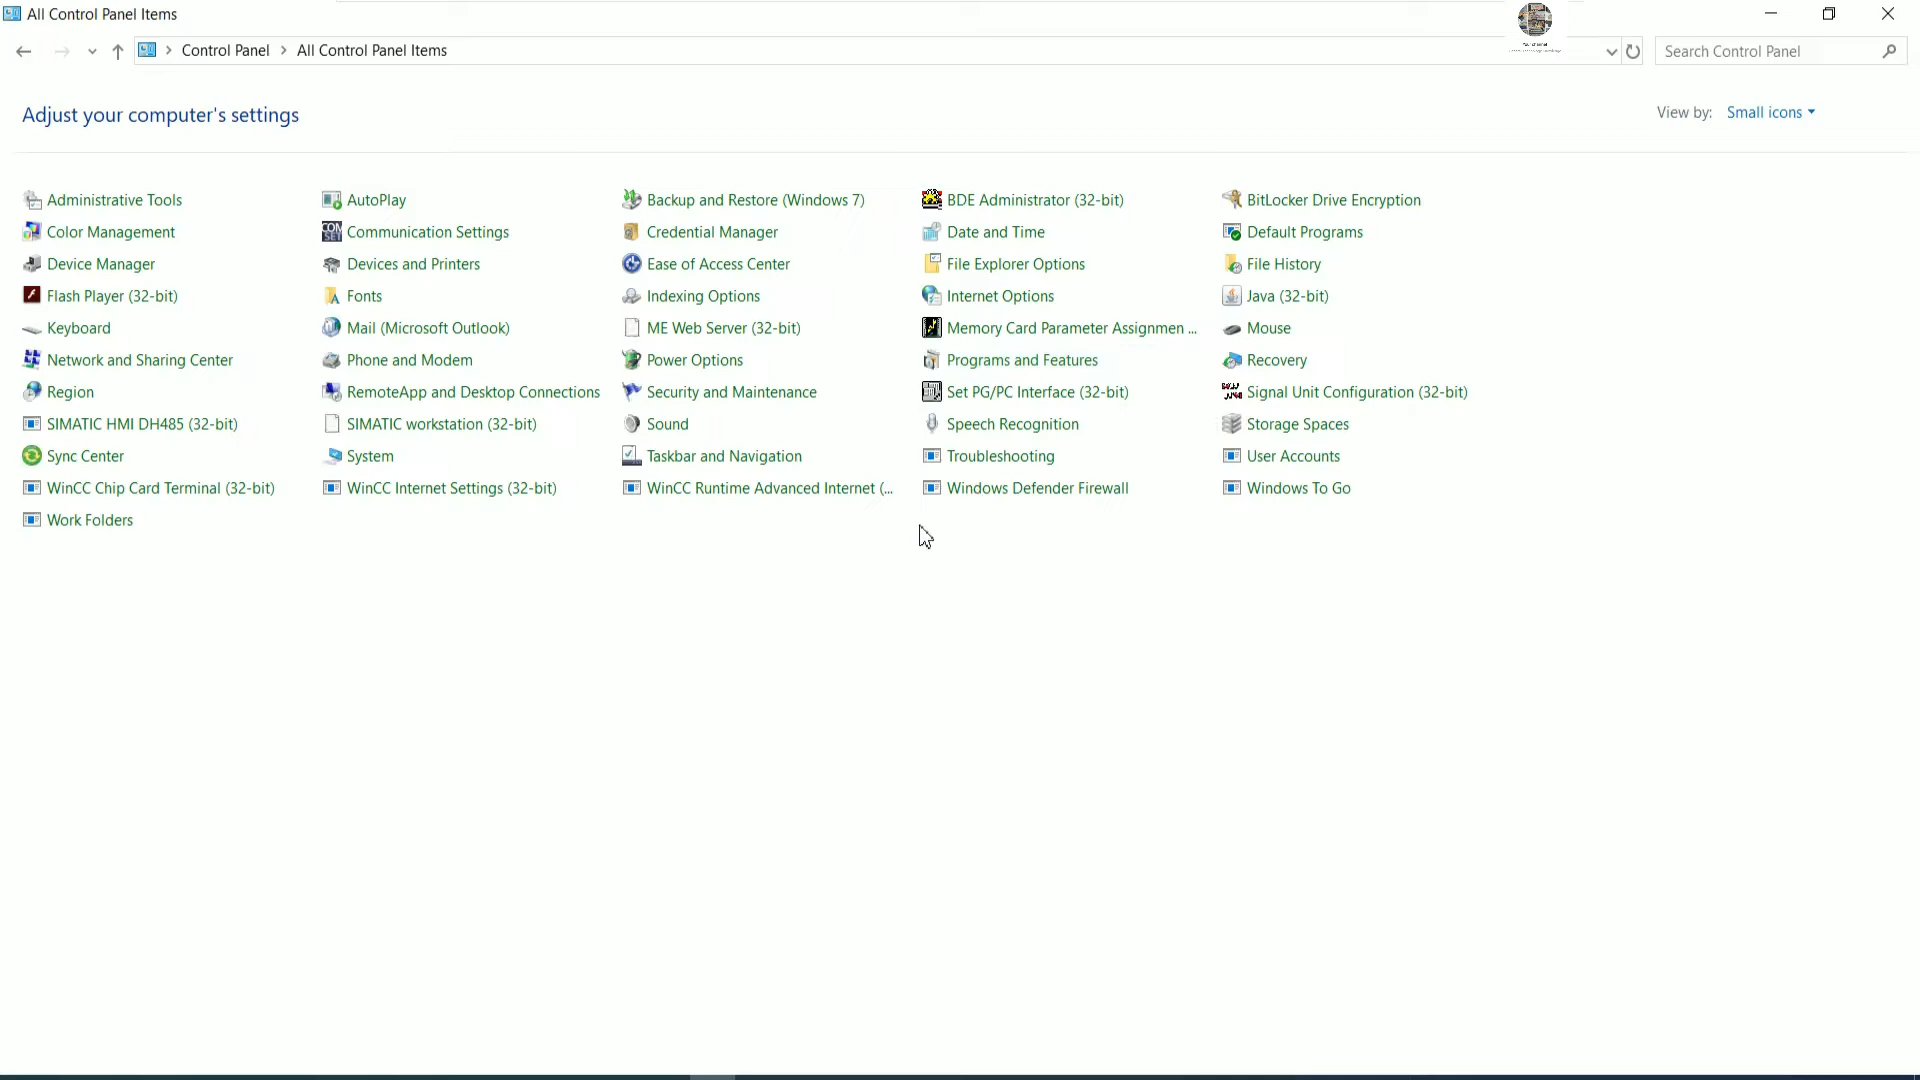 All Control Panel Items
Control Panel > All Control Panel Items
Search Control Panel
Your channel
Adjust your computer's settings
View by: Small icons
Administrative Tools
AutoPlay
Backup and Restore (Windows 7)
BDE Administrator (32-bit)
BitLocker Drive Encryption
Color Management
Communication Settings
Credential Manager
Date and Time
Default Programs
Device Manager
Devices and Printers
Ease of Access Center
File Explorer Options
File History
Flash Player (32-bit)
Fonts
Indexing Options
Internet Options
Java (32-bit)
Keyboard
Mail (Microsoft Outlook)
ME Web Server (32-bit)
Memory Card Parameter Assignmen ...
Mouse
Network and Sharing Center
Phone and Modem
Power Options
Programs and Features
Recovery
Region
RemoteApp and Desktop Connections
Security and Maintenance
Set PG/PC Interface (32-bit)
Signal Unit Configuration (32-bit)
SIMATIC HMI DH485 (32-bit)
SIMATIC workstation (32-bit)
Sound
Speech Recognition
Storage Spaces
Sync Center
System
Taskbar and Navigation
Troubleshooting
User Accounts
WinCC Chip Card Terminal (32-bit)
WinCC Internet Settings (32-bit)
WinCC Runtime Advanced Internet (...
Windows Defender Firewall
Windows To Go
Work Folders